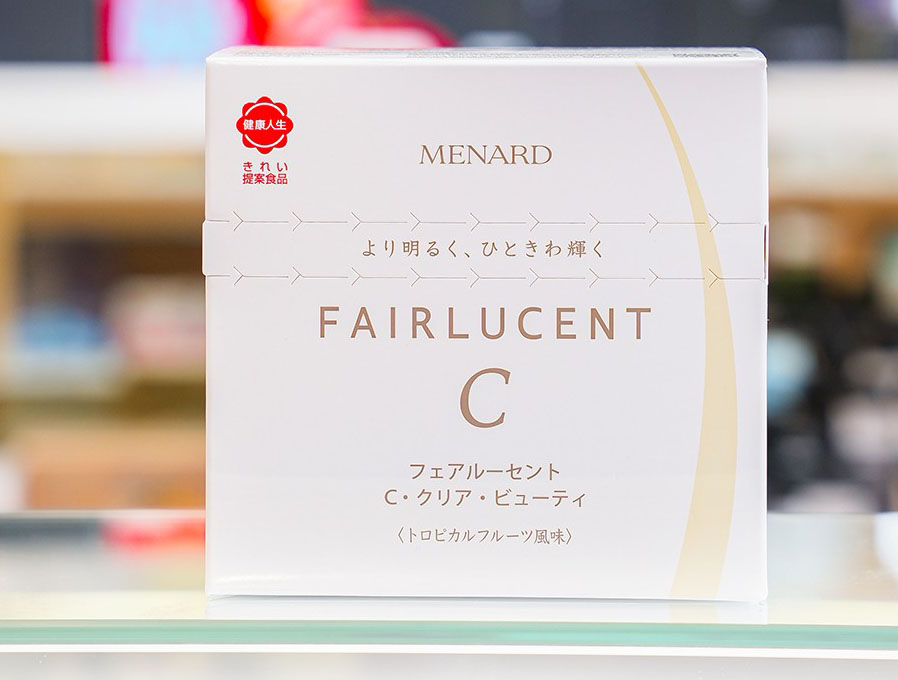 健康人生
きれい
提案食品
MENARD
より明るく、ひときわ輝く
FAIRLUCENT
C
フェアルーセント
C・クリア・ビューティ
〈トロピカルフルーツ風味〉